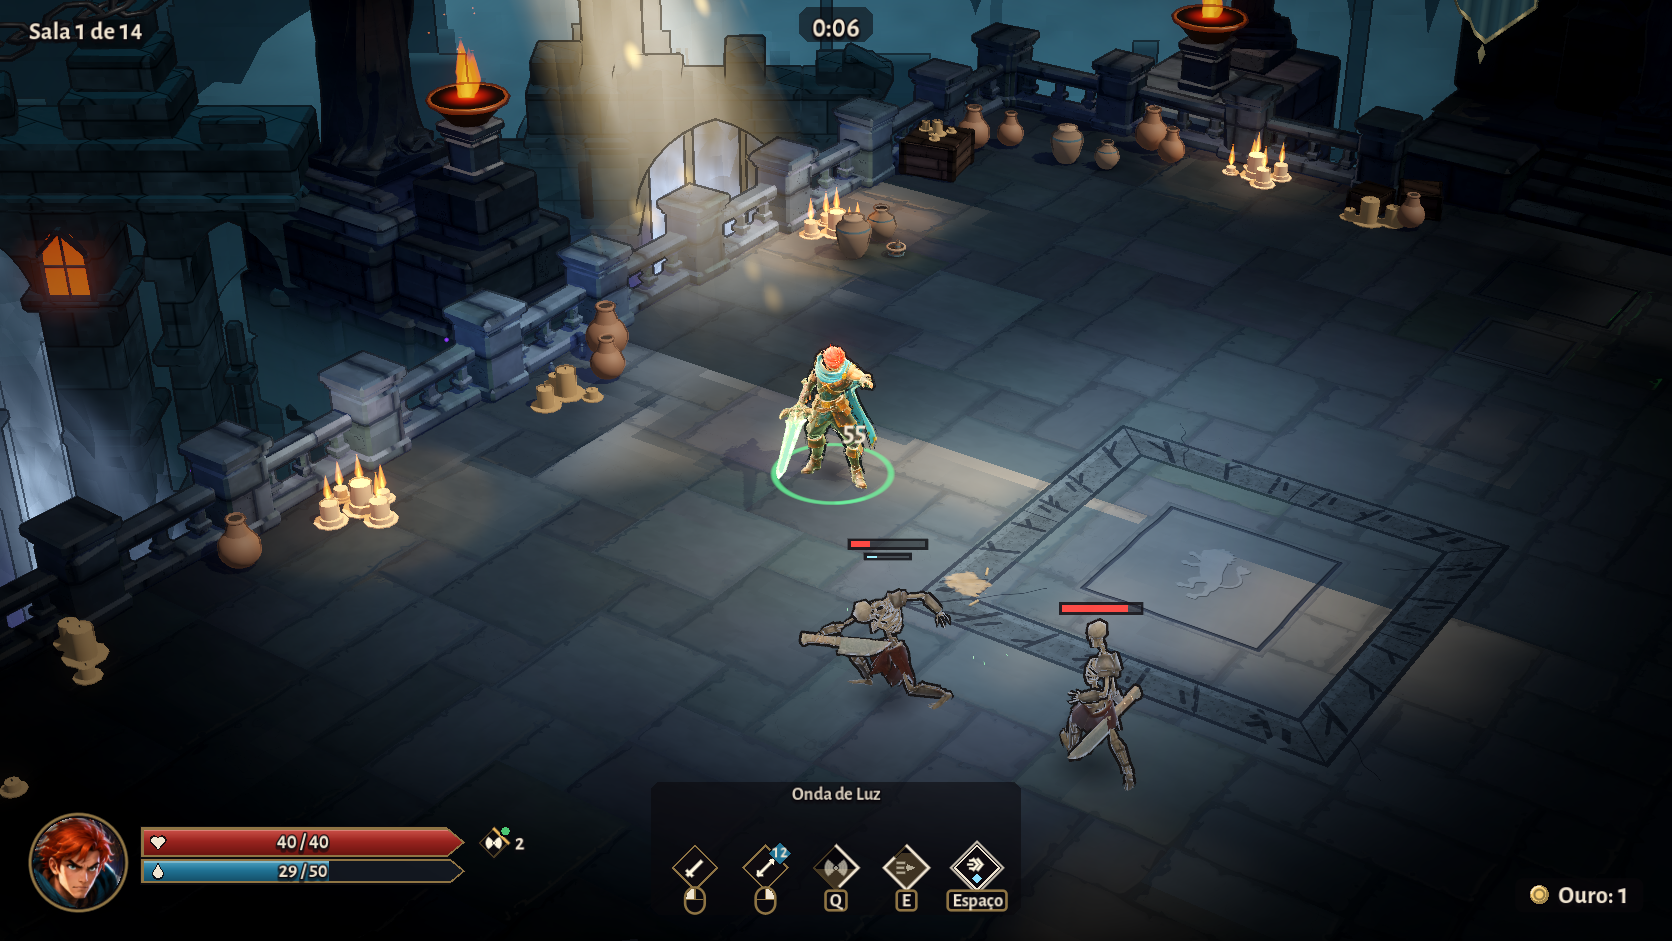 Sala 1 de 14
0:06
55
40/40
2
29/50
Onda de Luz
12
Q
E
Espaço
Ouro: 1